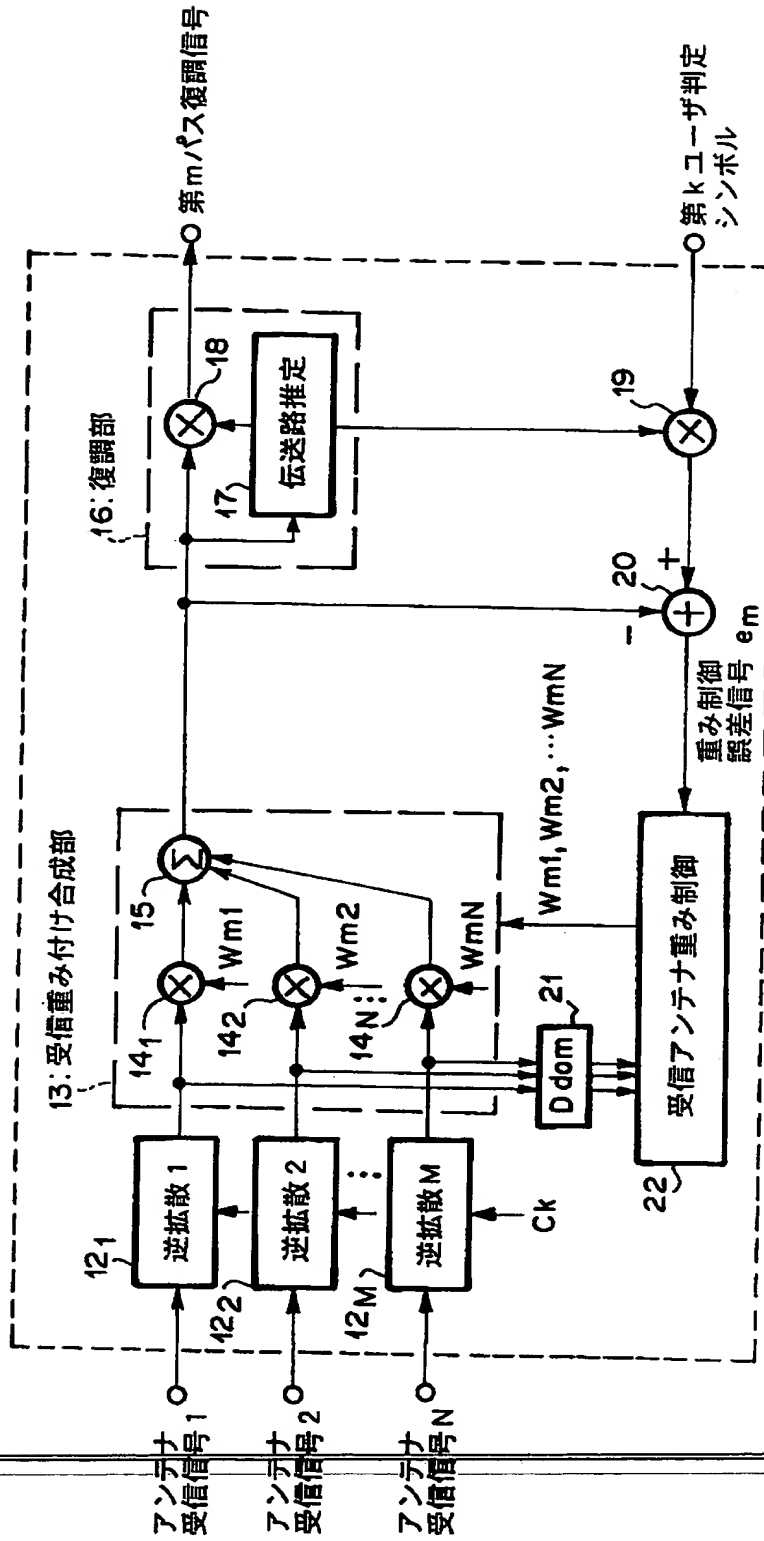 アンテナ
受信信号1
アンテナ
受信信号2
アンテナ
受信信号N
12₁
逆拡散1
12₂
逆拡散2
⋮
12M
逆拡散M
Ck
13:受信重み付け合成部
14₁
Wm1
14₂
Wm2
⋮
14N
WmN
15
Σ
21
Ddom
Wm1, Wm2, …WmN
22
受信アンテナ重み制御
重み制御
誤差信号 em
16:復調部
17
伝送路推定
18
19
20
+
−
第mパス復調信号
第kユーザ判定
シンボル